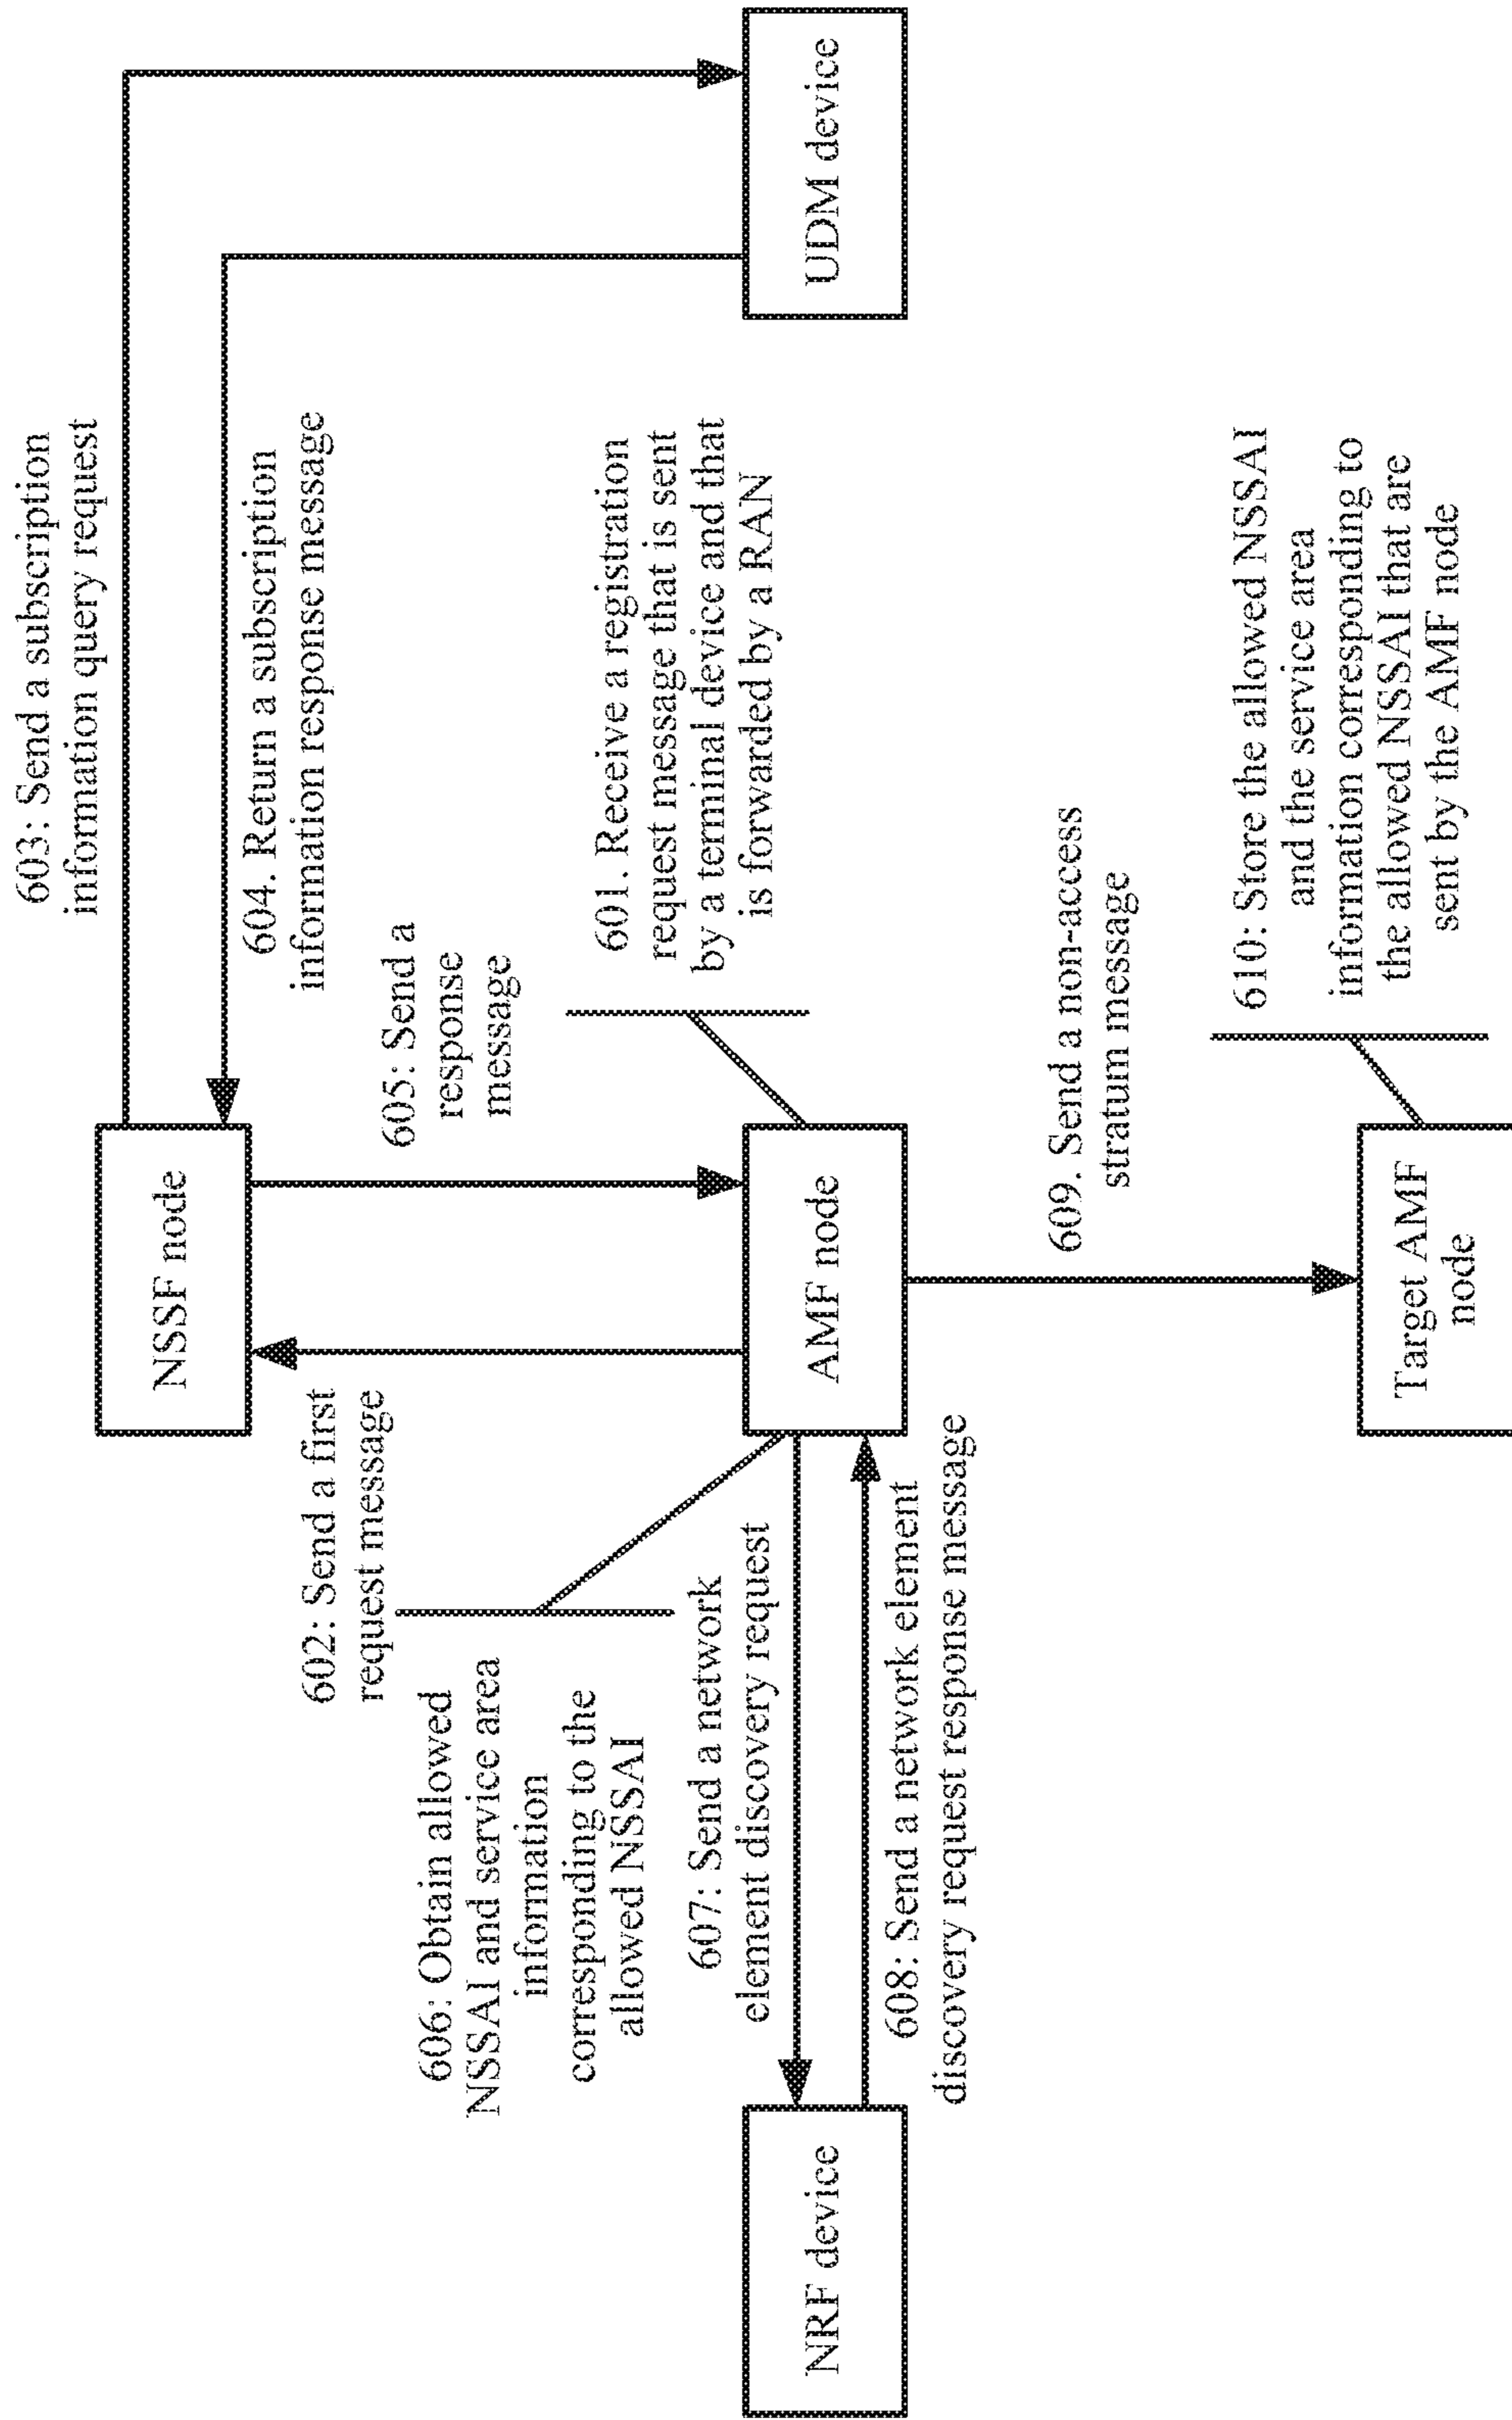 603: Send a subscription
information query request
604. Return a subscription
information response message
NSSF node
605: Send a
response
message
602: Send a first
request message
601. Receive a registration
request message that is sent
by a terminal device and that
is forwarded by a RAN
606: Obtain allowed
NSSAI and service area
information
corresponding to the
allowed NSSAI
607: Send a network
element discovery request
NRF device
AMF node
UDM device
608: Send a network element
discovery request response message
609. Send a non-access
stratum message
610: Store the allowed NSSAI
and the service area
information corresponding to
the allowed NSSAI that are
sent by the AMF node
Target AMF
node